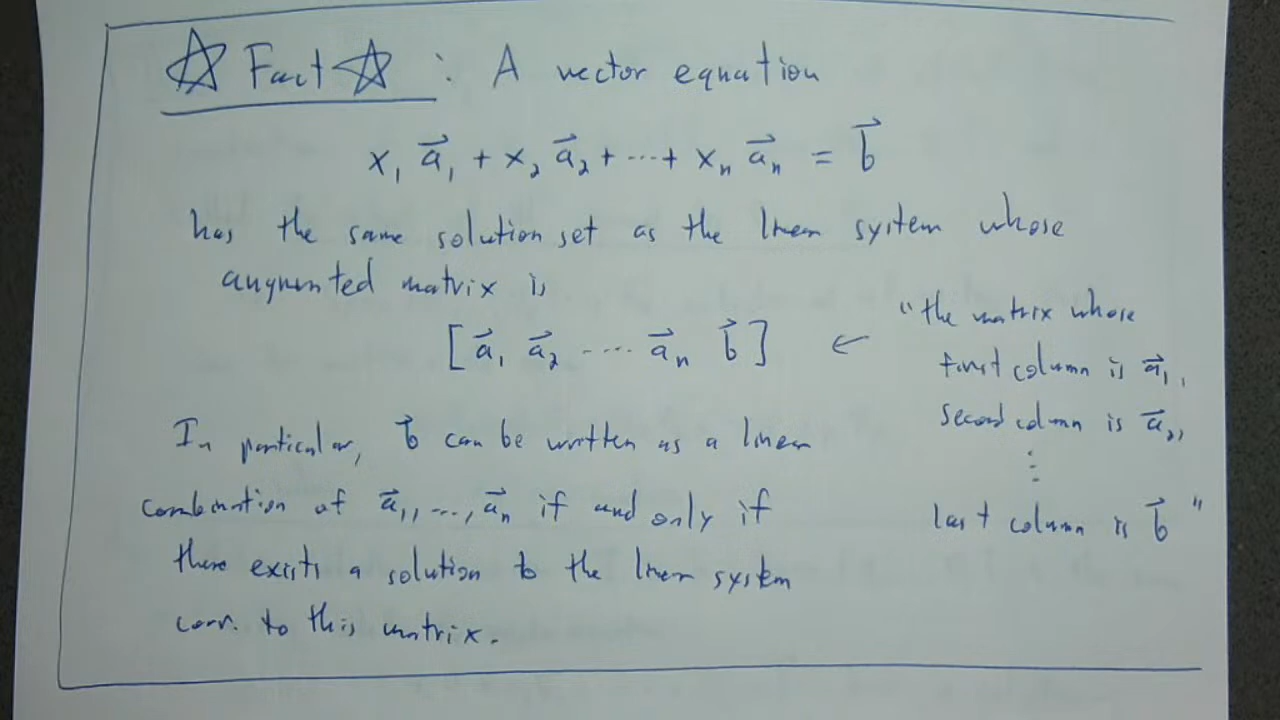 ☆ Fact ☆ : A vector equation
x₁ a⃗₁ + x₂ a⃗₂ + ⋯ + xₙ a⃗ₙ = b⃗
has the same solution set as the linear system whose
augmented matrix is
[ a⃗₁ a⃗₂ ---- a⃗ₙ b⃗ ] ←
"the matrix whose
first column is a⃗₁,
second column is a⃗₂,
⋮
last column is b⃗"
In particular, b⃗ can be written as a linear
combination of a⃗₁, ..., a⃗ₙ if and only if
there exists a solution to the linear system
corr. to this matrix.